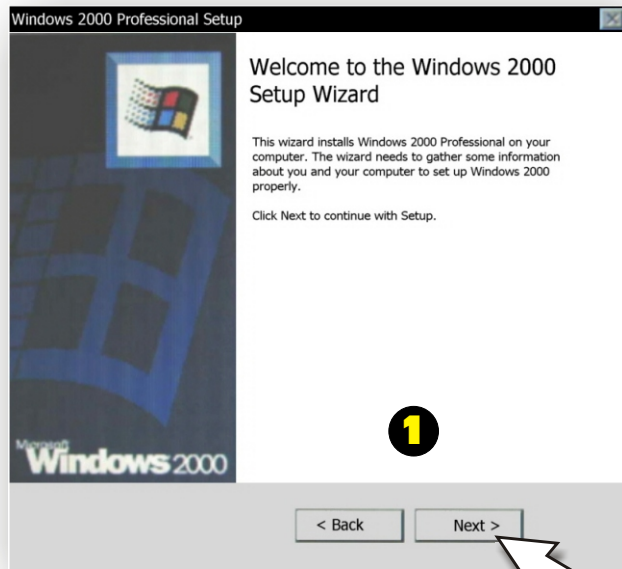 Windows 2000 Professional Setup
Welcome to the Windows 2000
Setup Wizard
This wizard installs Windows 2000 Professional on your
computer. The wizard needs to gather some information
about you and your computer to set up Windows 2000
properly.
Click Next to continue with Setup.
1
Microsoft
Windows 2000
< Back
Next >